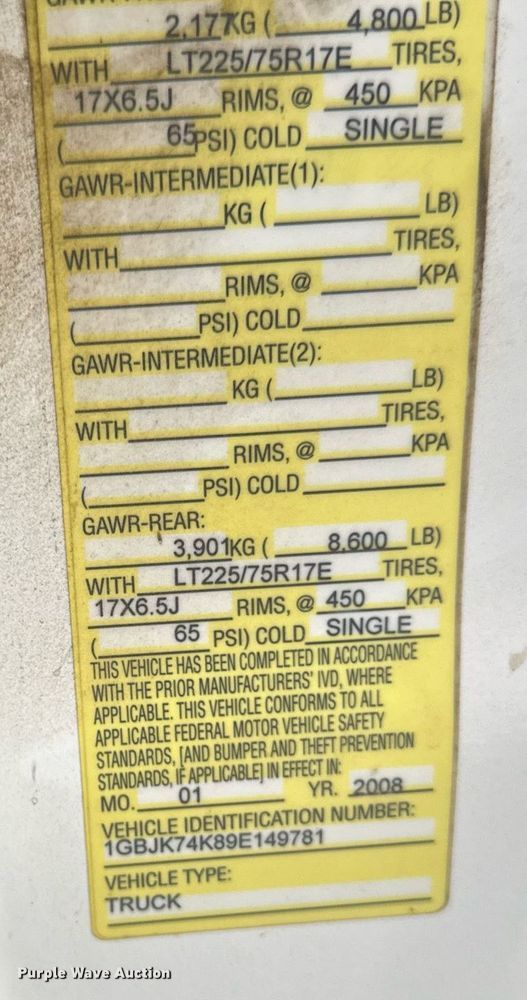 2,177KG ( 4,800 LB)
WITH LT225/75R17E TIRES,
17X6.5J RIMS, @ 450 KPA
( 65 PSI) COLD SINGLE
GAWR-INTERMEDIATE(1):
KG ( LB)
WITH TIRES,
RIMS, @ KPA
( PSI) COLD
GAWR-INTERMEDIATE(2):
KG ( LB)
WITH TIRES,
RIMS, @ KPA
( PSI) COLD
GAWR-REAR:
3,901KG ( 8,600 LB)
WITH LT225/75R17E TIRES,
17X6.5J RIMS, @ 450 KPA
( 65 PSI) COLD SINGLE
THIS VEHICLE HAS BEEN COMPLETED IN ACCORDANCE
WITH THE PRIOR MANUFACTURERS' IVD, WHERE
APPLICABLE. THIS VEHICLE CONFORMS TO ALL
APPLICABLE FEDERAL MOTOR VEHICLE SAFETY
STANDARDS, [AND BUMPER AND THEFT PREVENTION
STANDARDS, IF APPLICABLE] IN EFFECT IN:
MO. 01 YR. 2008
VEHICLE IDENTIFICATION NUMBER:
1GBJK74K89E149781
VEHICLE TYPE:
TRUCK
Purple Wave Auction